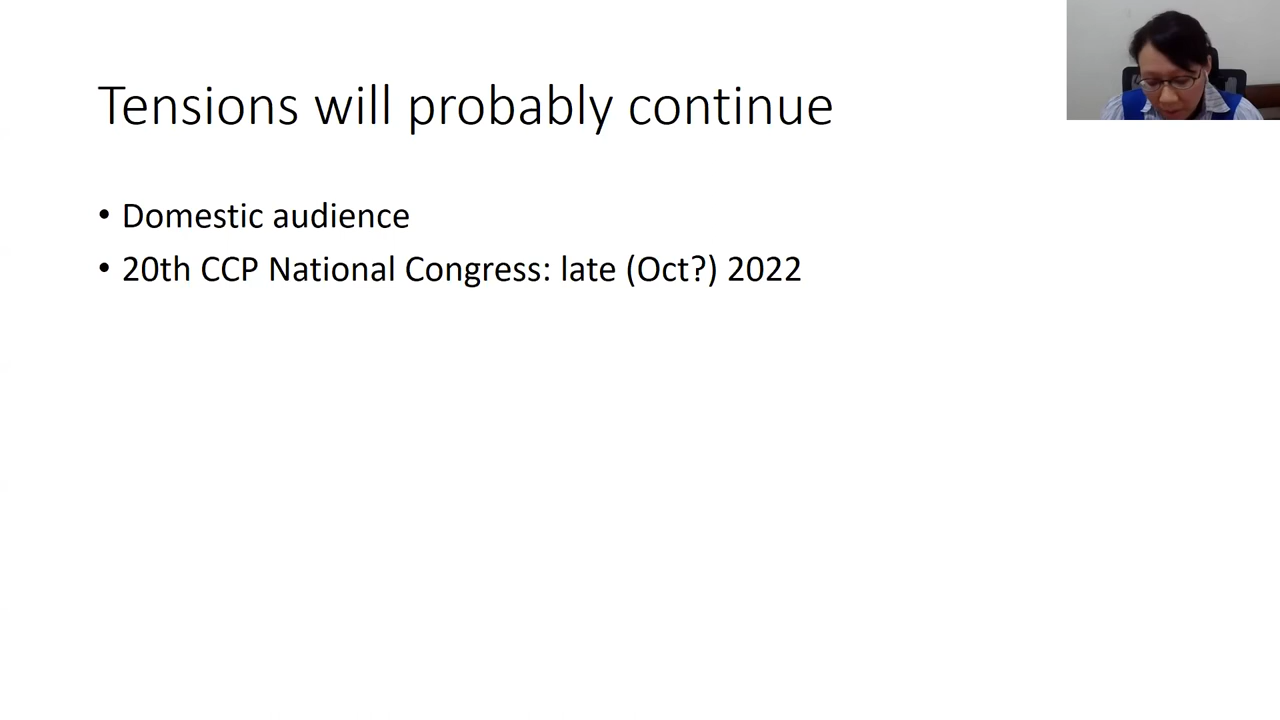 Tensions will probably continue
• Domestic audience
• 20th CCP National Congress: late (Oct?) 2022